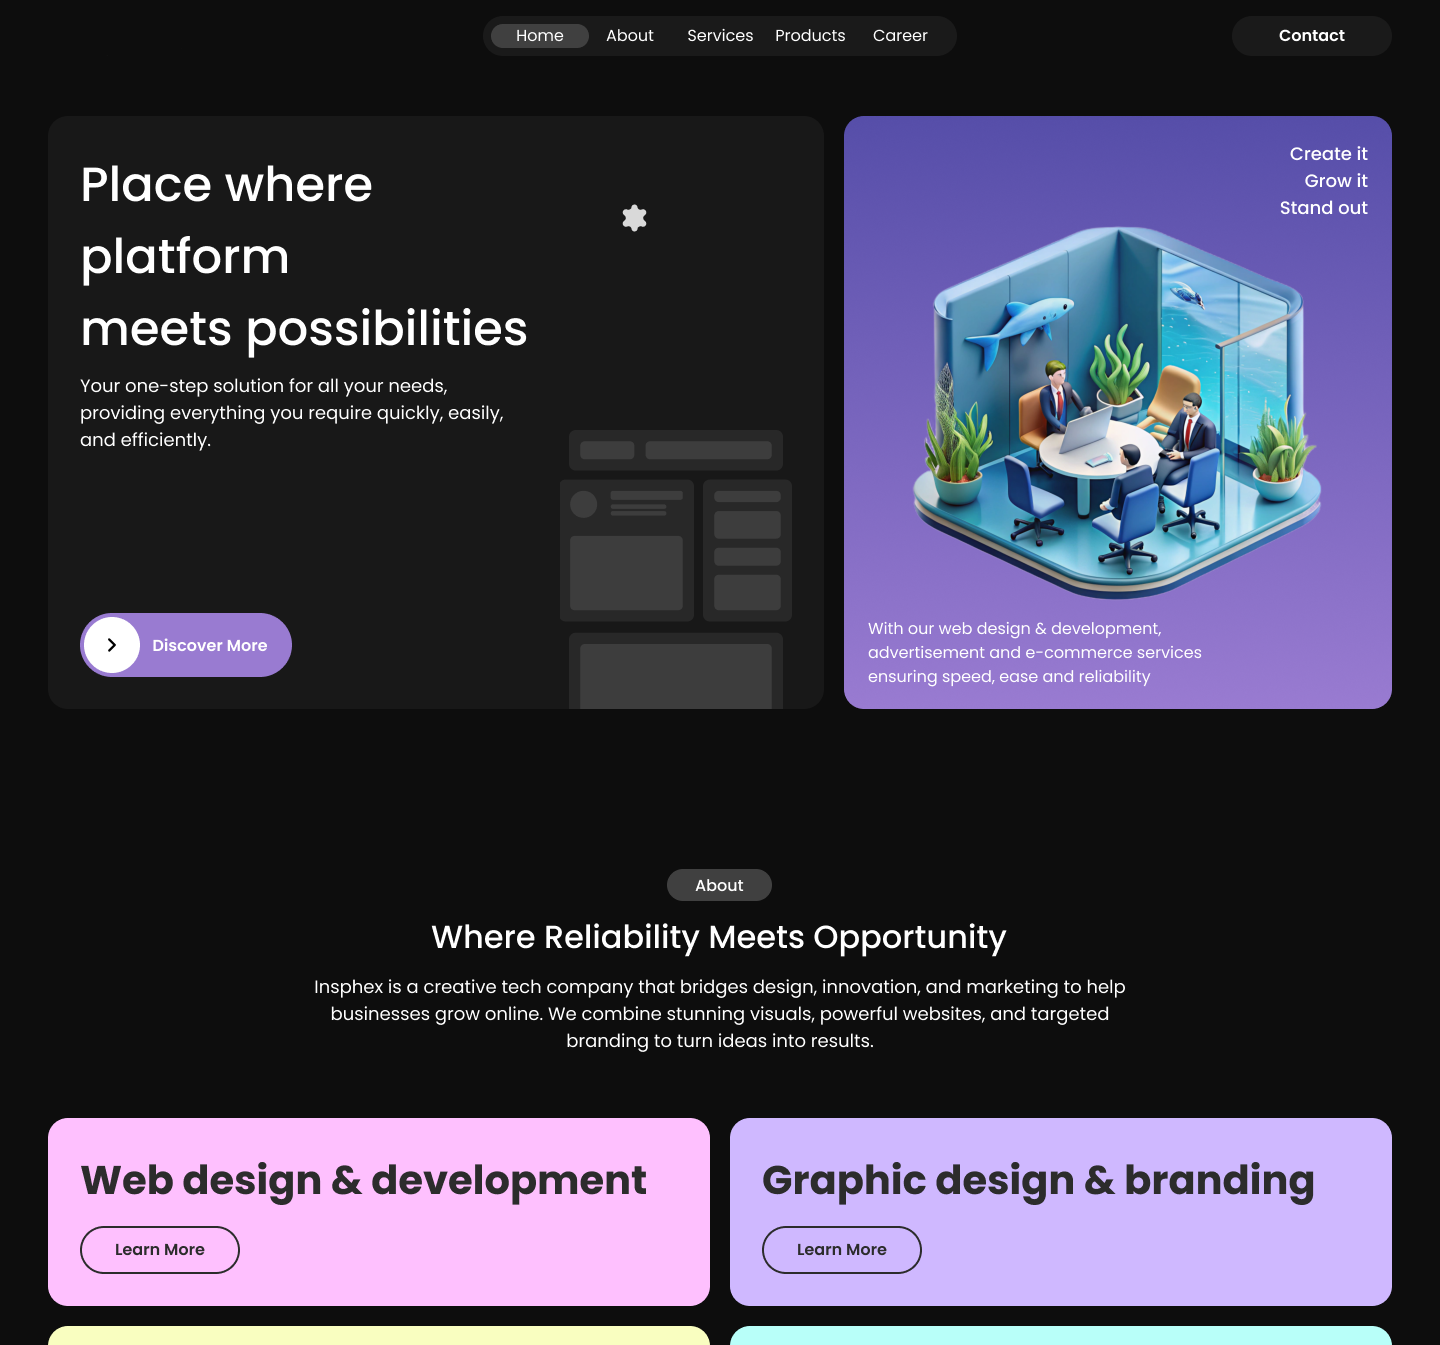 Home About Services Products Career
Contact
Place where
platform
meets possibilities
Your one-step solution for all your needs,
providing everything you require quickly, easily,
and efficiently.
Discover More
Create it
Grow it
Stand out
With our web design & development,
advertisement and e-commerce services
ensuring speed, ease and reliability
About
Where Reliability Meets Opportunity
Insphex is a creative tech company that bridges design, innovation, and marketing to help
businesses grow online. We combine stunning visuals, powerful websites, and targeted
branding to turn ideas into results.
Web design & development
Learn More
Graphic design & branding
Learn More